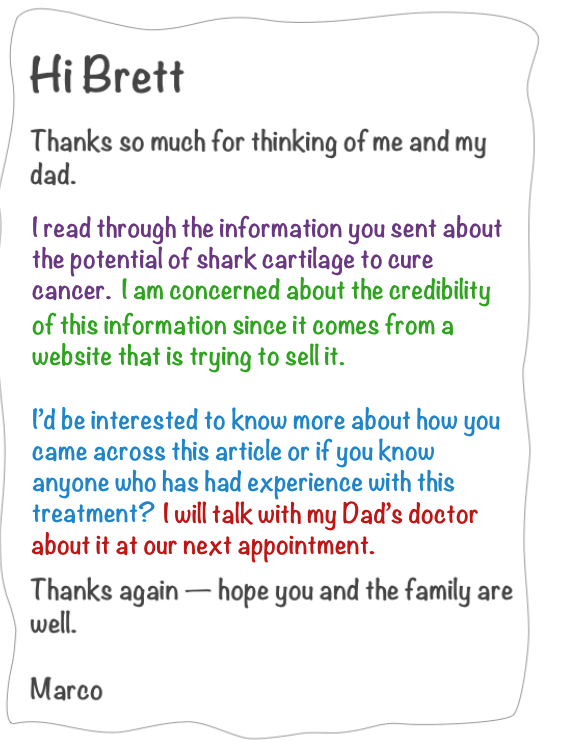 Hi Brett
Thanks so much for thinking of me and my
dad.
I read through the information you sent about
the potential of shark cartilage to cure
cancer. I am concerned about the credibility
of this information since it comes from a
website that is trying to sell it.
I'd be interested to know more about how you
came across this article or if you know
anyone who has had experience with this
treatment? I will talk with my Dad's doctor
about it at our next appointment.
Thanks again — hope you and the family are
well.
Marco